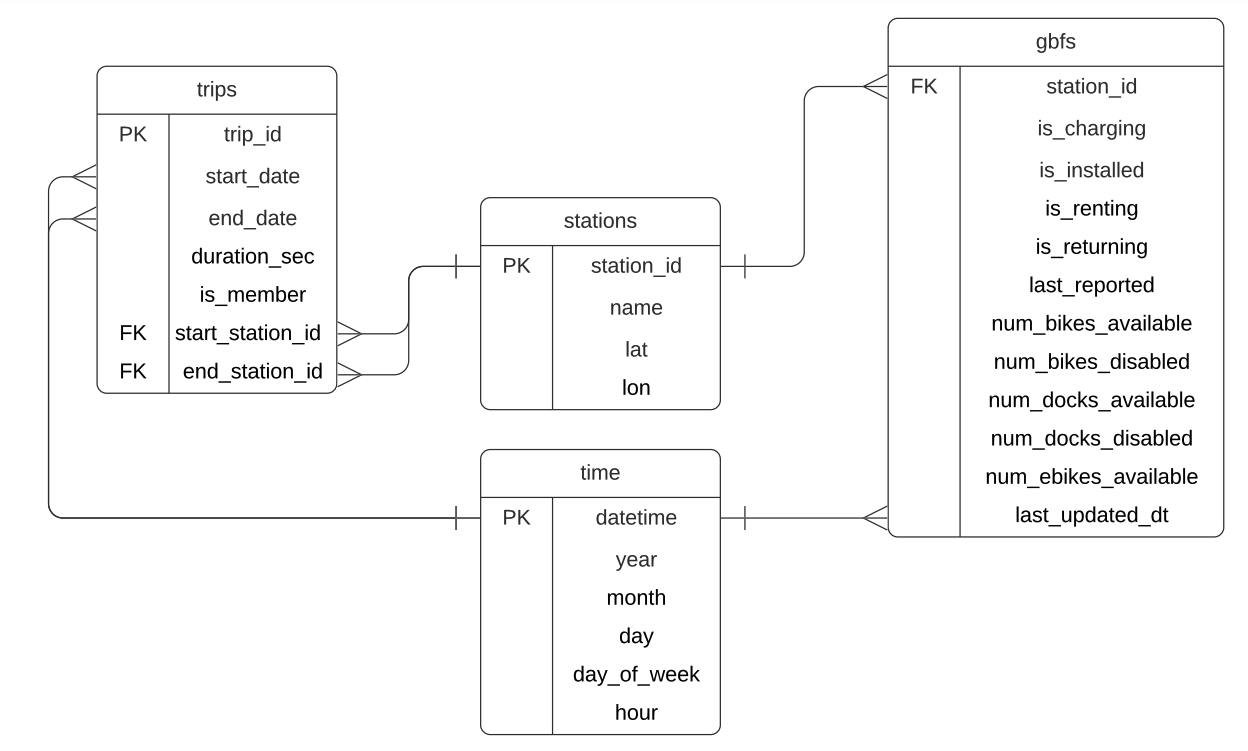 trips
PK trip_id
start_date
end_date
duration_sec
is_member
FK start_station_id
FK end_station_id
stations
PK station_id
name
lat
lon
time
PK datetime
year
month
day
day_of_week
hour
gbfs
FK station_id
is_charging
is_installed
is_renting
is_returning
last_reported
num_bikes_available
num_bikes_disabled
num_docks_available
num_docks_disabled
num_ebikes_available
last_updated_dt